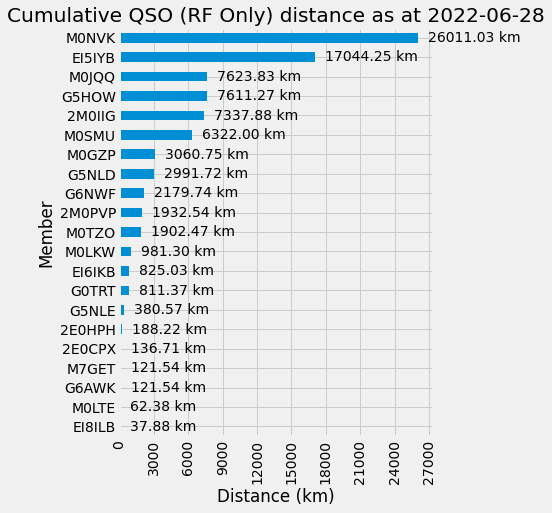 Cumulative QSO (RF Only) distance as at 2022-06-28
M0NVK 26011.03 km
EI5IYB 17044.25 km
M0JQQ 7623.83 km
G5HOW 7611.27 km
2M0IIG 7337.88 km
M0SMU 6322.00 km
M0GZP 3060.75 km
G5NLD 2991.72 km
G6NWF 2179.74 km
2M0PVP 1932.54 km
M0TZO 1902.47 km
M0LKW 981.30 km
EI6IKB 825.03 km
G0TRT 811.37 km
G5NLE 380.57 km
2E0HPH 188.22 km
2E0CPX 136.71 km
M7GET 121.54 km
G6AWK 121.54 km
M0LTE 62.38 km
EI8ILB 37.88 km
Member
0 3000 6000 9000 12000 15000 18000 21000 24000 27000
Distance (km)